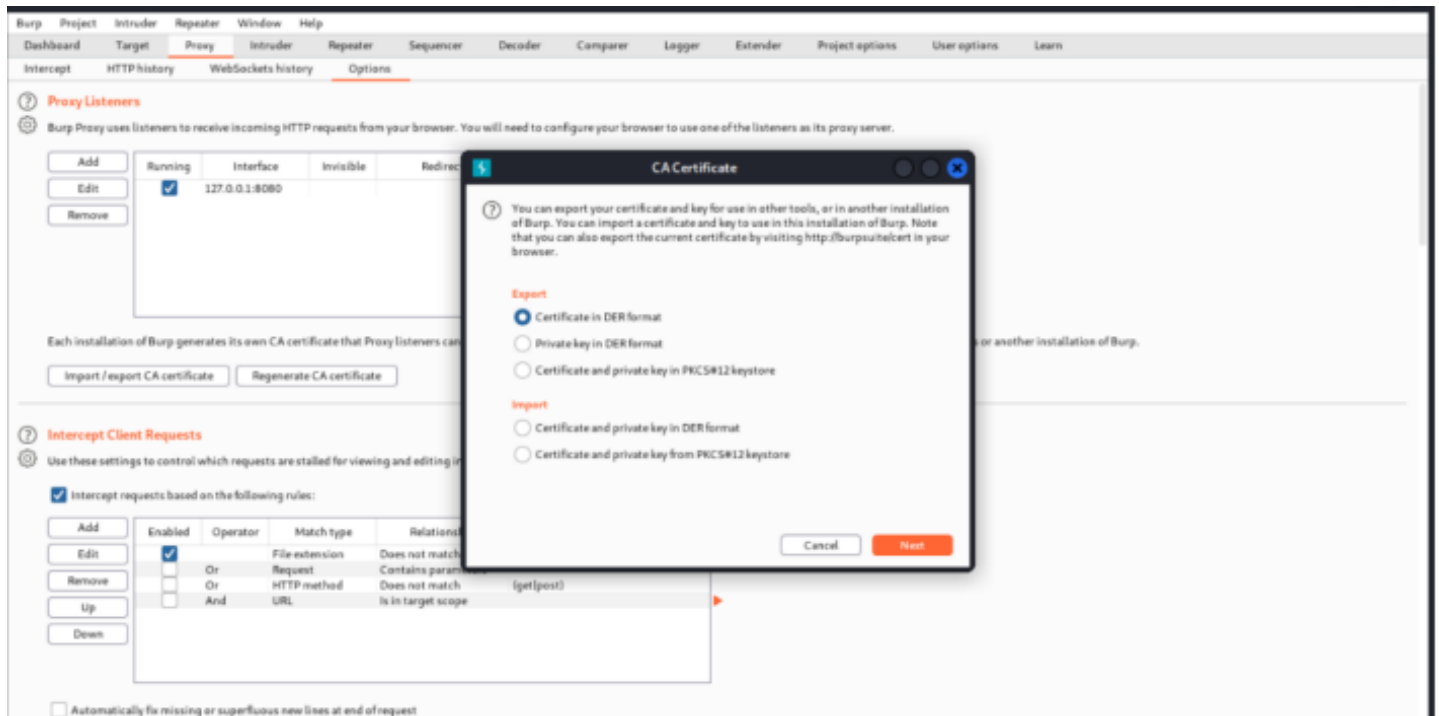 Burp Project Intruder Repeater Window Help
Dashboard Target Proxy Intruder Repeater Sequencer Decoder Comparer Logger Extender Project options User options Learn
Intercept HTTP history WebSockets history Options
Proxy Listeners
Burp Proxy uses listeners to receive incoming HTTP requests from your browser. You will need to configure your browser to use one of the listeners as its proxy server.
Add
Edit
Remove
Running Interface Invisible Redirec
127.0.0.1:8080
Each installation of Burp generates its own CA certificate that Proxy listeners can
or another installation of Burp.
Import / export CA certificate Regenerate CA certificate
CA Certificate
You can export your certificate and key for use in other tools, or in another installation
of Burp. You can import a certificate and key to use in this installation of Burp. Note
that you can also export the current certificate by visiting http://burpsuite/cert in your
browser.
Export
Certificate in DER format
Private key in DER format
Certificate and private key in PKCS#12 keystore
Import
Certificate and private key in DER format
Certificate and private key from PKCS#12 keystore
Cancel Next
Intercept Client Requests
Use these settings to control which requests are stalled for viewing and editing in
Intercept requests based on the following rules:
Add
Edit
Remove
Up
Down
Enabled Operator Match type Relations
File extension Does not match
Or Request Contains param
Or HTTP method Does not match (get|post)
And URL Is in target scope
Automatically fix missing or superfluous new lines at end of request